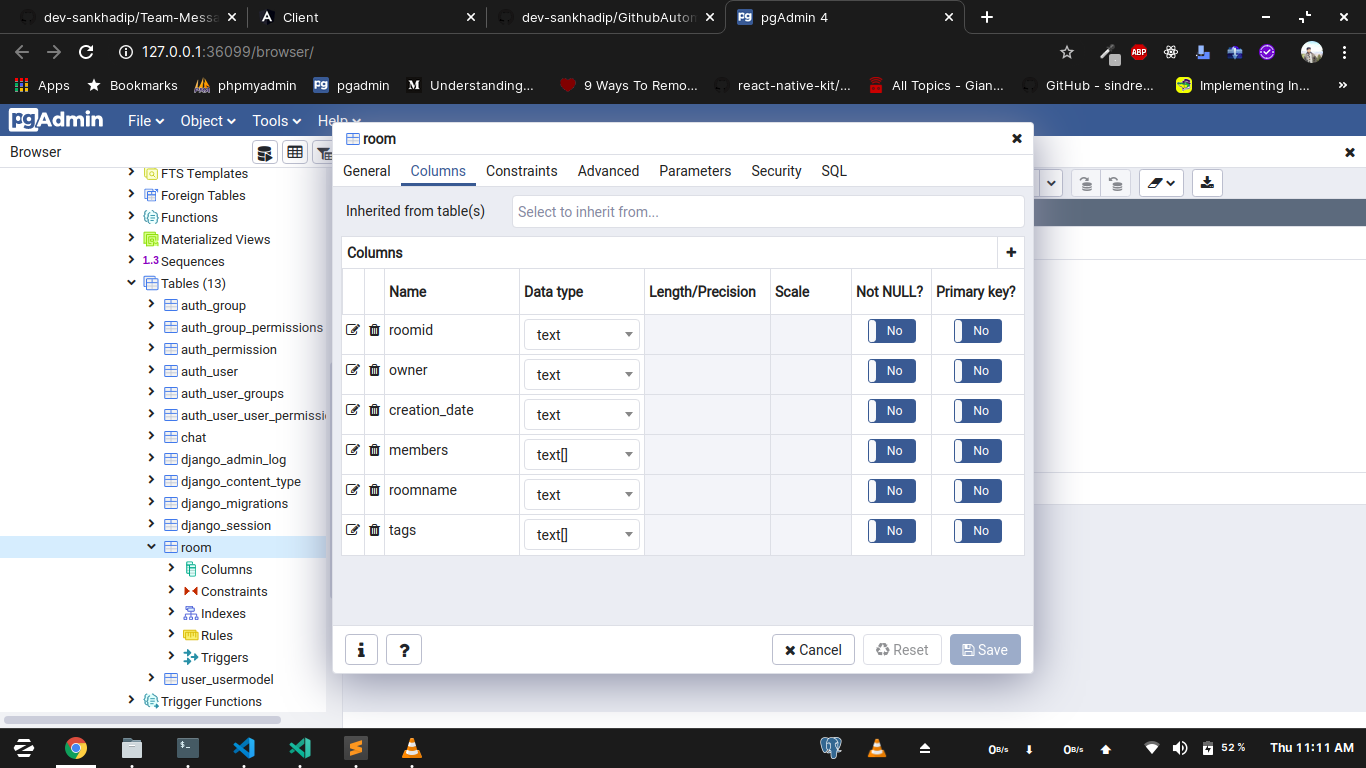 dev-sankhadip/Team-Messa
Client
dev-sankhadip/GithubAuton
pgAdmin 4
127.0.0.1:36099/browser/
ABP
Apps
Bookmarks
phpmyadmin
pgadmin
Understanding...
9 Ways To Remo...
react-native-kit/...
All Topics - Gian...
GitHub - sindre...
Implementing In...
»
pgAdmin
File
Object
Tools
Help
Browser
FTS Templates
Foreign Tables
Functions
Materialized Views
1..3 Sequences
Tables (13)
auth_group
auth_group_permissions
auth_permission
auth_user
auth_user_groups
auth_user_user_permissi
chat
django_admin_log
django_content_type
django_migrations
django_session
room
Columns
Constraints
Indexes
Rules
Triggers
user_usermodel
Trigger Functions
room
General Columns Constraints Advanced Parameters Security SQL
Inherited from table(s)
Select to inherit from...
Columns
Name Data type Length/Precision Scale Not NULL? Primary key?
roomid text No No
owner text No No
creation_date text No No
members text[] No No
roomname text No No
tags text[] No No
i
?
Cancel
Reset
Save
0B/s
0B/s
52 %
Thu 11:11 AM